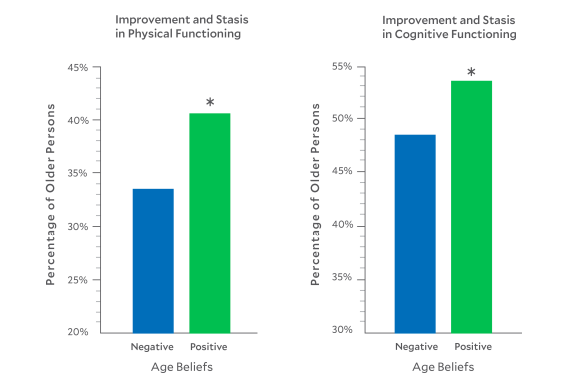 Improvement and Stasis
in Physical Functioning
45%
40%
35%
30%
25%
20%
Percentage of Older Persons
*
Negative Positive
Age Beliefs
Improvement and Stasis
in Cognitive Functioning
55%
50%
45%
40%
35%
30%
Percentage of Older Persons
*
Negative Positive
Age Beliefs